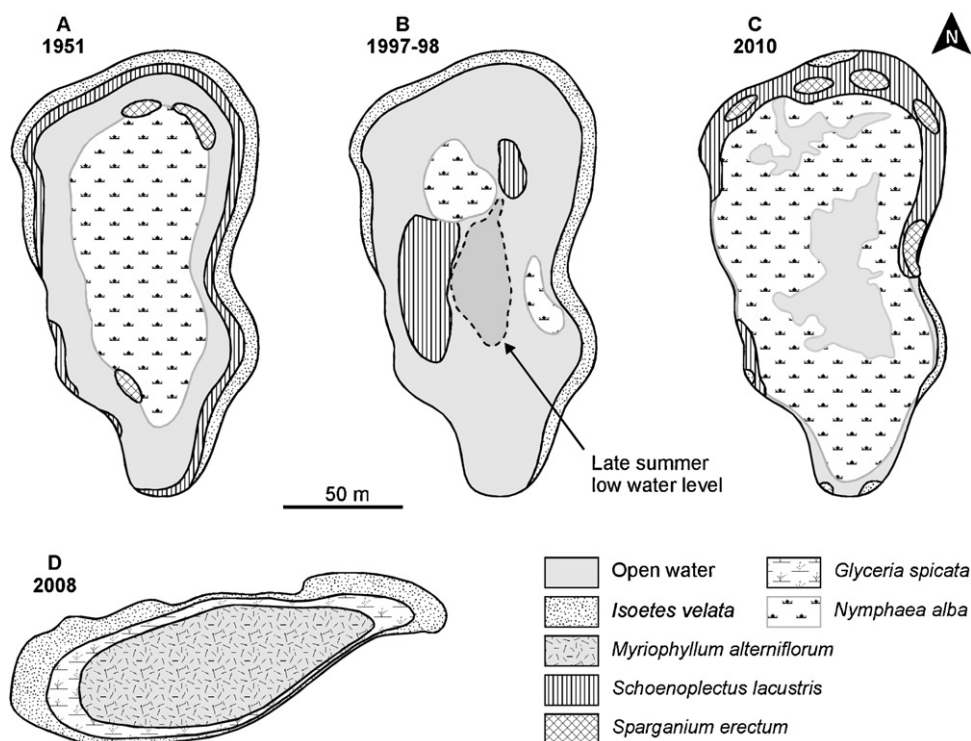 A
1951
B
1997-98
C
2010
N
Late summer
low water level
50 m
D
2008
Open water
Isoetes velata
Myriophyllum alterniflorum
Schoenoplectus lacustris
Sparganium erectum
Glyceria spicata
Nymphaea alba